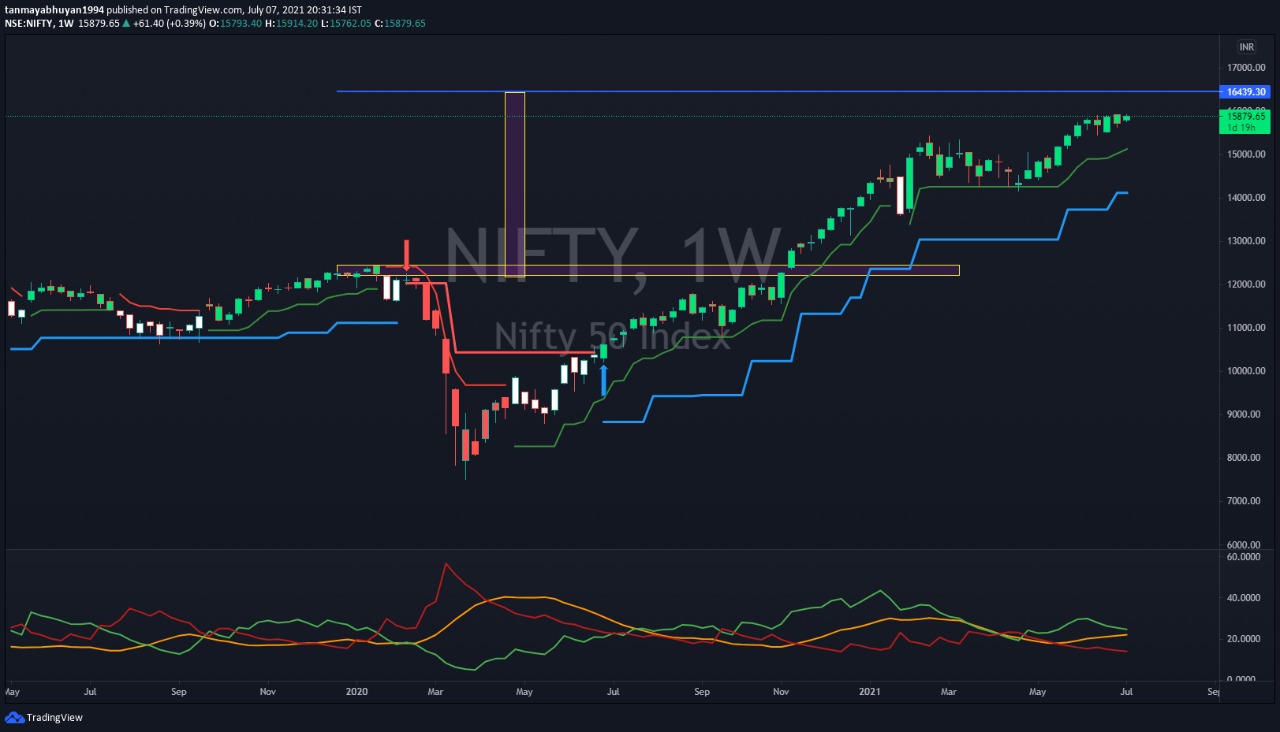 tanmayabhuyan1994 published on TradingView.com, July 07, 2021 20:31:34 IST
NSE:NIFTY, 1W 15879.65 ▲ +61.40 (+0.39%) O:15793.40 H:15914.20 L:15762.05 C:15879.65
INR
17000.00
16439.30
16000.00
15879.65
1d 19h
15000.00
14000.00
13000.00
12000.00
11000.00
10000.00
9000.00
8000.00
7000.00
6000.00
NIFTY, 1W
Nifty 50 Index
60.0000
40.0000
20.0000
0.0000
May Jul Sep Nov 2020 Mar May Jul Sep Nov 2021 Mar May Jul Sep
TradingView